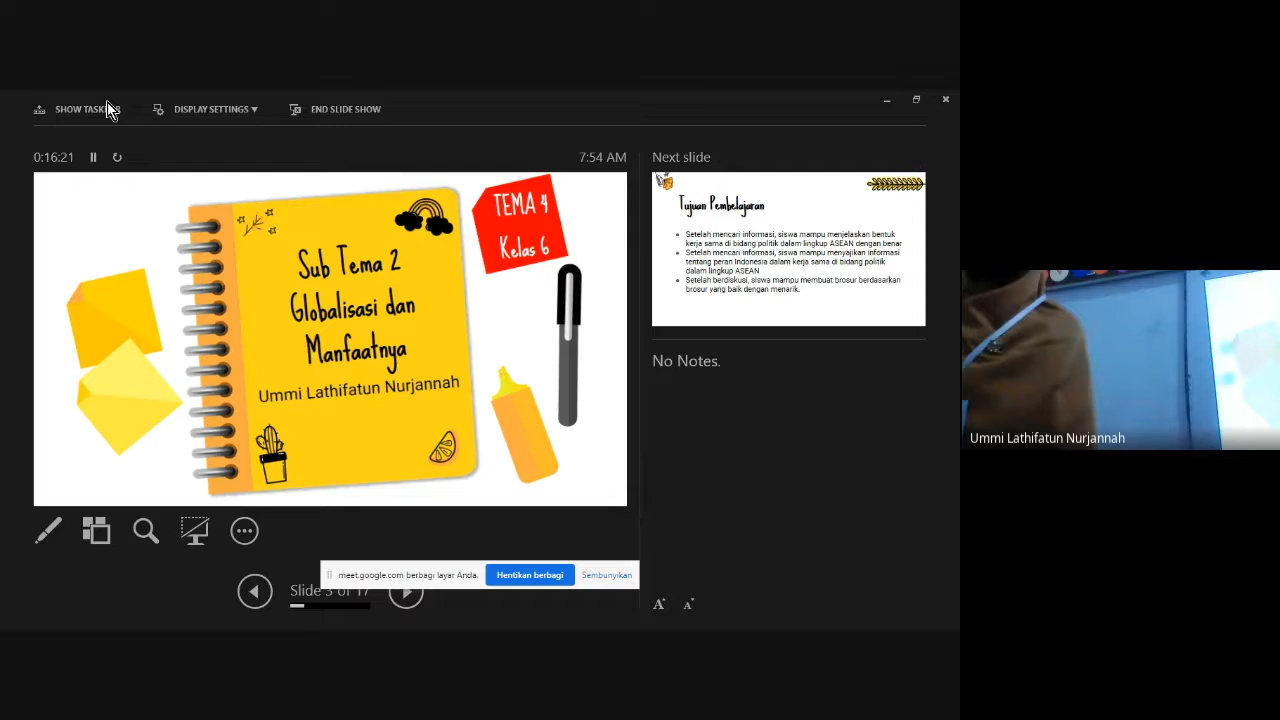 SHOW TASKBAR
DISPLAY SETTINGS ▾
END SLIDE SHOW
0:16:21
7:54 AM
TEMA 4
Kelas 6
Sub Tema 2
Globalisasi dan
Manfaatnya
Ummi Lathifatun Nurjannah
Next slide
Tujuan Pembelajaran
• Setelah mencari informasi, siswa mampu menjelaskan bentuk
kerja sama di bidang politik dalam lingkup ASEAN dengan benar
• Setelah mencari informasi, siswa mampu menyajikan informasi
tentang peran Indonesia dalam kerja sama di bidang politik
dalam lingkup ASEAN
• Setelah berdiskusi, siswa mampu membuat brosur berdasarkan
brosur yang baik dengan menarik.
No Notes.
meet.google.com berbagi layar Anda.
Hentikan berbagi
Sembunyikan
Slide 3 of 17
A
A
Ummi Lathifatun Nurjannah